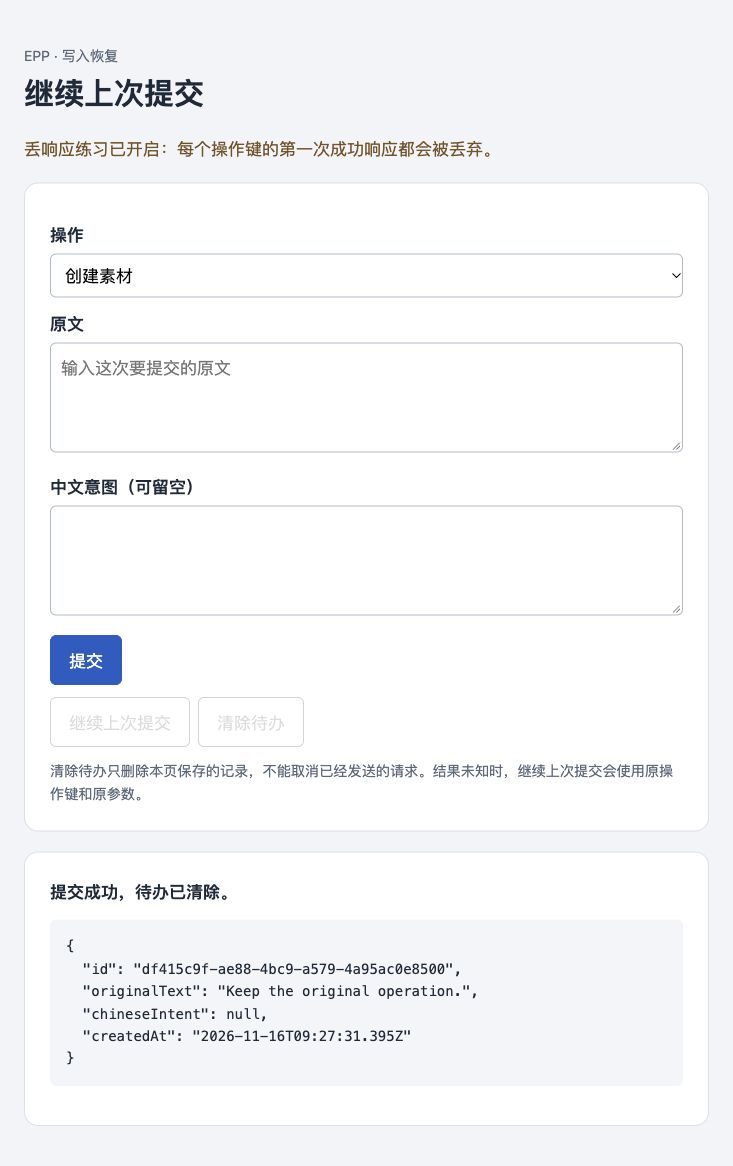 EPP · 写入恢复
继续上次提交
丢响应练习已开启：每个操作键的第一次成功响应都会被丢弃。
操作
创建素材
原文
输入这次要提交的原文
中文意图（可留空）
提交
继续上次提交
清除待办
清除待办只删除本页保存的记录，不能取消已经发送的请求。结果未知时，继续上次提交会使用原操
作键和原参数。
提交成功，待办已清除。
{
  "id": "df415c9f-ae88-4bc9-a579-4a95ac0e8500",
  "originalText": "Keep the original operation.",
  "chineseIntent": null,
  "createdAt": "2026-11-16T09:27:31.395Z"
}